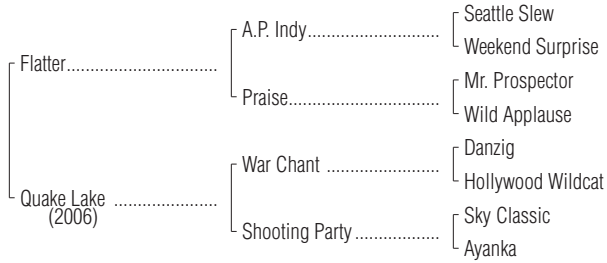 Seattle Slew
A.P. Indy..............................
Weekend Surprise
Flatter..................................
Mr. Prospector
Praise..................................
Wild Applause
Danzig
War Chant .........................
Hollywood Wildcat
Quake Lake .......................
(2006)
Sky Classic
Shooting Party ...................
Ayanka